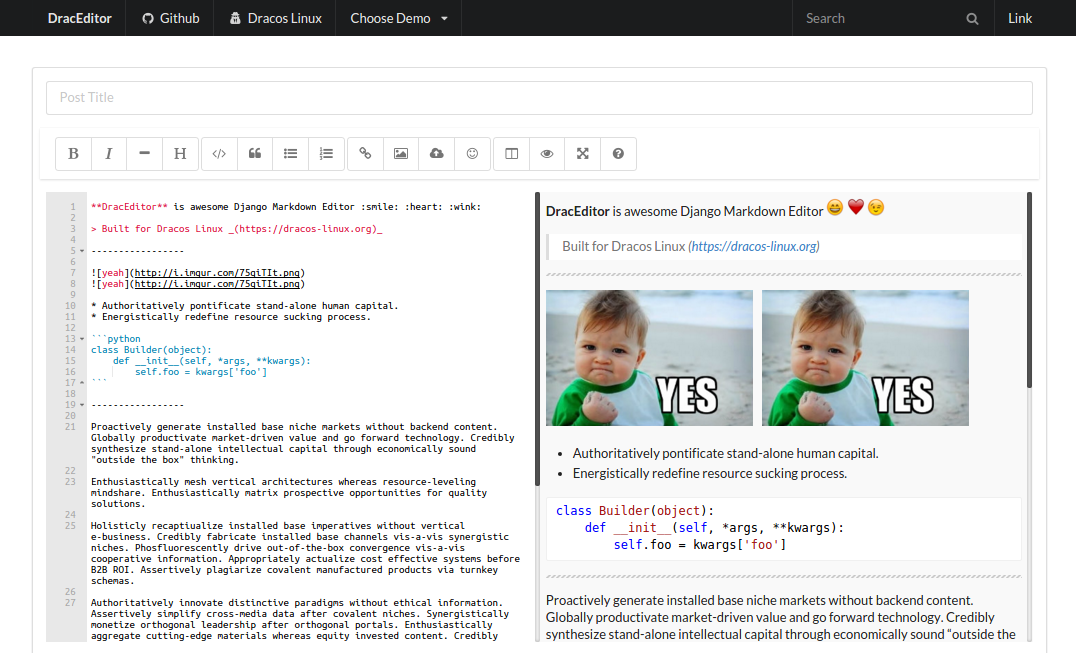 DracEditor Github Dracos Linux Choose Demo Search Link
Post Title
B I H
1 **DracEditor** is awesome Django Markdown Editor :smile: :heart: :wink:
2
3 > Built for Dracos Linux _(https://dracos-linux.org)_
4
5 -----------------
6
7 ![yeah](http://i.imgur.com/75qiTIt.png)
8 ![yeah](http://i.imgur.com/75qiTIt.png)
9
10 * Authoritatively pontificate stand-alone human capital.
11 * Energistically redefine resource sucking process.
12
13 ```python
14 class Builder(object):
15     def __init__(self, *args, **kwargs):
16         self.foo = kwargs['foo']
17 ```
18
19 -----------------
20
21 Proactively generate installed base niche markets without backend content.
Globally productivate market-driven value and go forward technology. Credibly
synthesize stand-alone intellectual capital through economically sound
"outside the box" thinking.
22
23 Enthusiastically mesh vertical architectures whereas resource-leveling
mindshare. Enthusiastically matrix prospective opportunities for quality
solutions.
24
25 Holisticly recaptiualize installed base imperatives without vertical
e-business. Credibly fabricate installed base channels vis-a-vis synergistic
niches. Phosfluorescently drive out-of-the-box convergence vis-a-vis
cooperative information. Appropriately actualize cost effective systems before
B2B ROI. Assertively plagiarize covalent manufactured products via turnkey
schemas.
26
27 Authoritatively innovate distinctive paradigms without ethical information.
Assertively simplify cross-media data after covalent niches. Synergistically
monetize orthogonal leadership after orthogonal portals. Enthusiastically
aggregate cutting-edge materials whereas equity invested content. Credibly
DracEditor is awesome Django Markdown Editor 😄 ❤️ 😉
Built for Dracos Linux (https://dracos-linux.org)
YES YES
• Authoritatively pontificate stand-alone human capital.
• Energistically redefine resource sucking process.
class Builder(object):
    def __init__(self, *args, **kwargs):
        self.foo = kwargs['foo']
Proactively generate installed base niche markets without backend content.
Globally productivate market-driven value and go forward technology. Credibly
synthesize stand-alone intellectual capital through economically sound “outside the